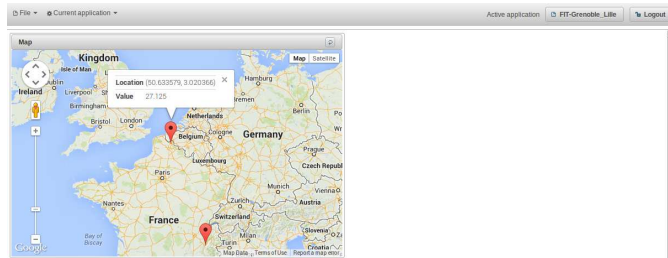 File Current application Active application FIT-Grenoble_Lille Logout
Map
Kingdom Map Satellite
Isle of Man
Location (50.633579, 3.020366) ×
Hamburg
Ireland Liverpool
Value 27.125
Bremen
Birmingham
Berlin
Netherlands
Bristol London
Cologne
Belgium Germany
Prague
Luxembourg
Czech Republ
Paris
Munich
Vienna
Nantes
Zurich Austria
Switzerland
France
Bay of
Biscay
Milan
Slovenia
Turin
Croatia
Google Map Data Terms of Use Report a map error